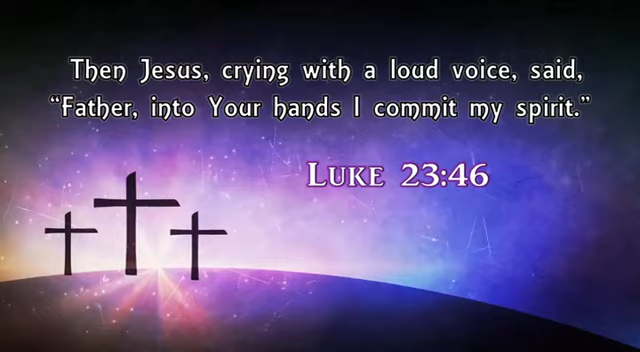 Then Jesus, crying with a loud voice, said,
“Father, into Your hands I commit my spirit.”
Luke 23:46